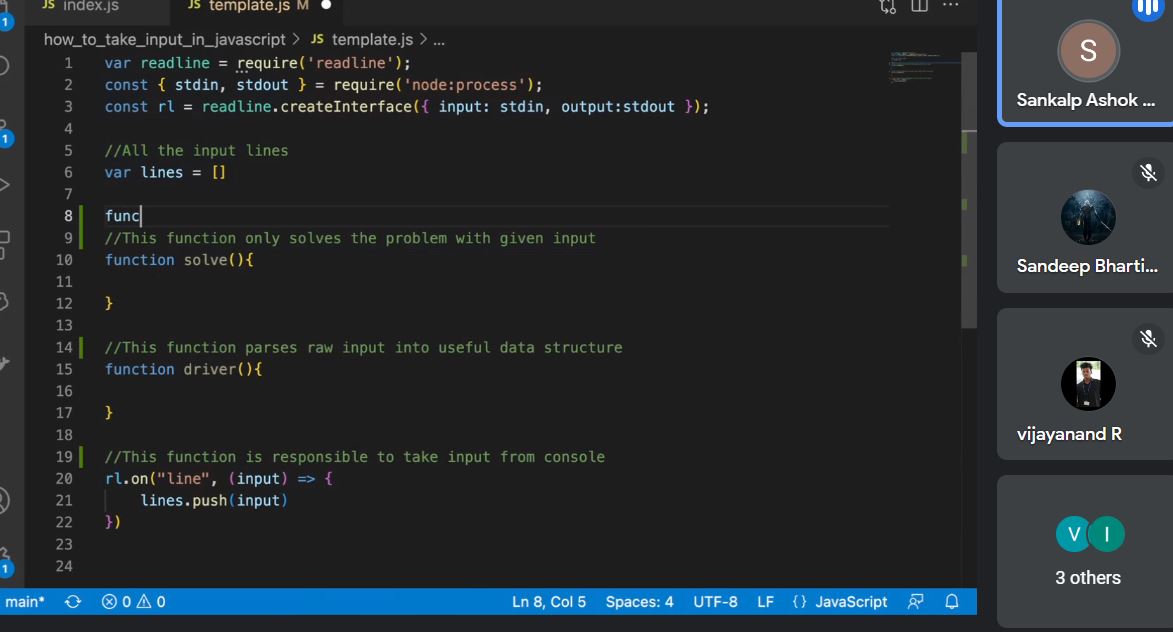 JS index.js
JS template.js M
how_to_take_input_in_javascript > JS template.js > ...
1 var readline = require('readline');
2 const { stdin, stdout } = require('node:process');
3 const rl = readline.createInterface({ input: stdin, output:stdout });
4
5 //All the input lines
6 var lines = []
7
8 func
9 //This function only solves the problem with given input
10 function solve(){
11
12 }
13
14 //This function parses raw input into useful data structure
15 function driver(){
16
17 }
18
19 //This function is responsible to take input from console
20 rl.on("line", (input) => {
21 lines.push(input)
22 })
23
24
1
1
1
main* 0 0 Ln 8, Col 5 Spaces: 4 UTF-8 LF {} JavaScript
S
Sankalp Ashok ...
Sandeep Bharti...
vijayanand R
V I
3 others